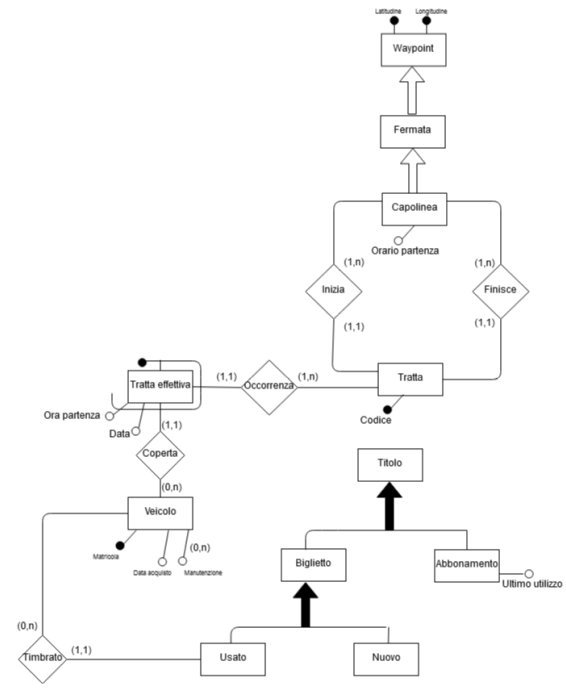 Latitudine
Longitudine
Waypoint
Fermata
Capolinea
Orario partenza
(1,n)
(1,n)
Inizia
Finisce
(1,1)
(1,1)
Tratta effettiva
(1,1)
Occorrenza
(1,n)
Tratta
Ora partenza
Data
(1,1)
Codice
Coperta
Titolo
(0,n)
Veicolo
(0,n)
Matricola
Data acquisto
Manutenzione
Biglietto
Abbonamento
Ultimo utilizzo
(0,n)
Timbrato
(1,1)
Usato
Nuovo